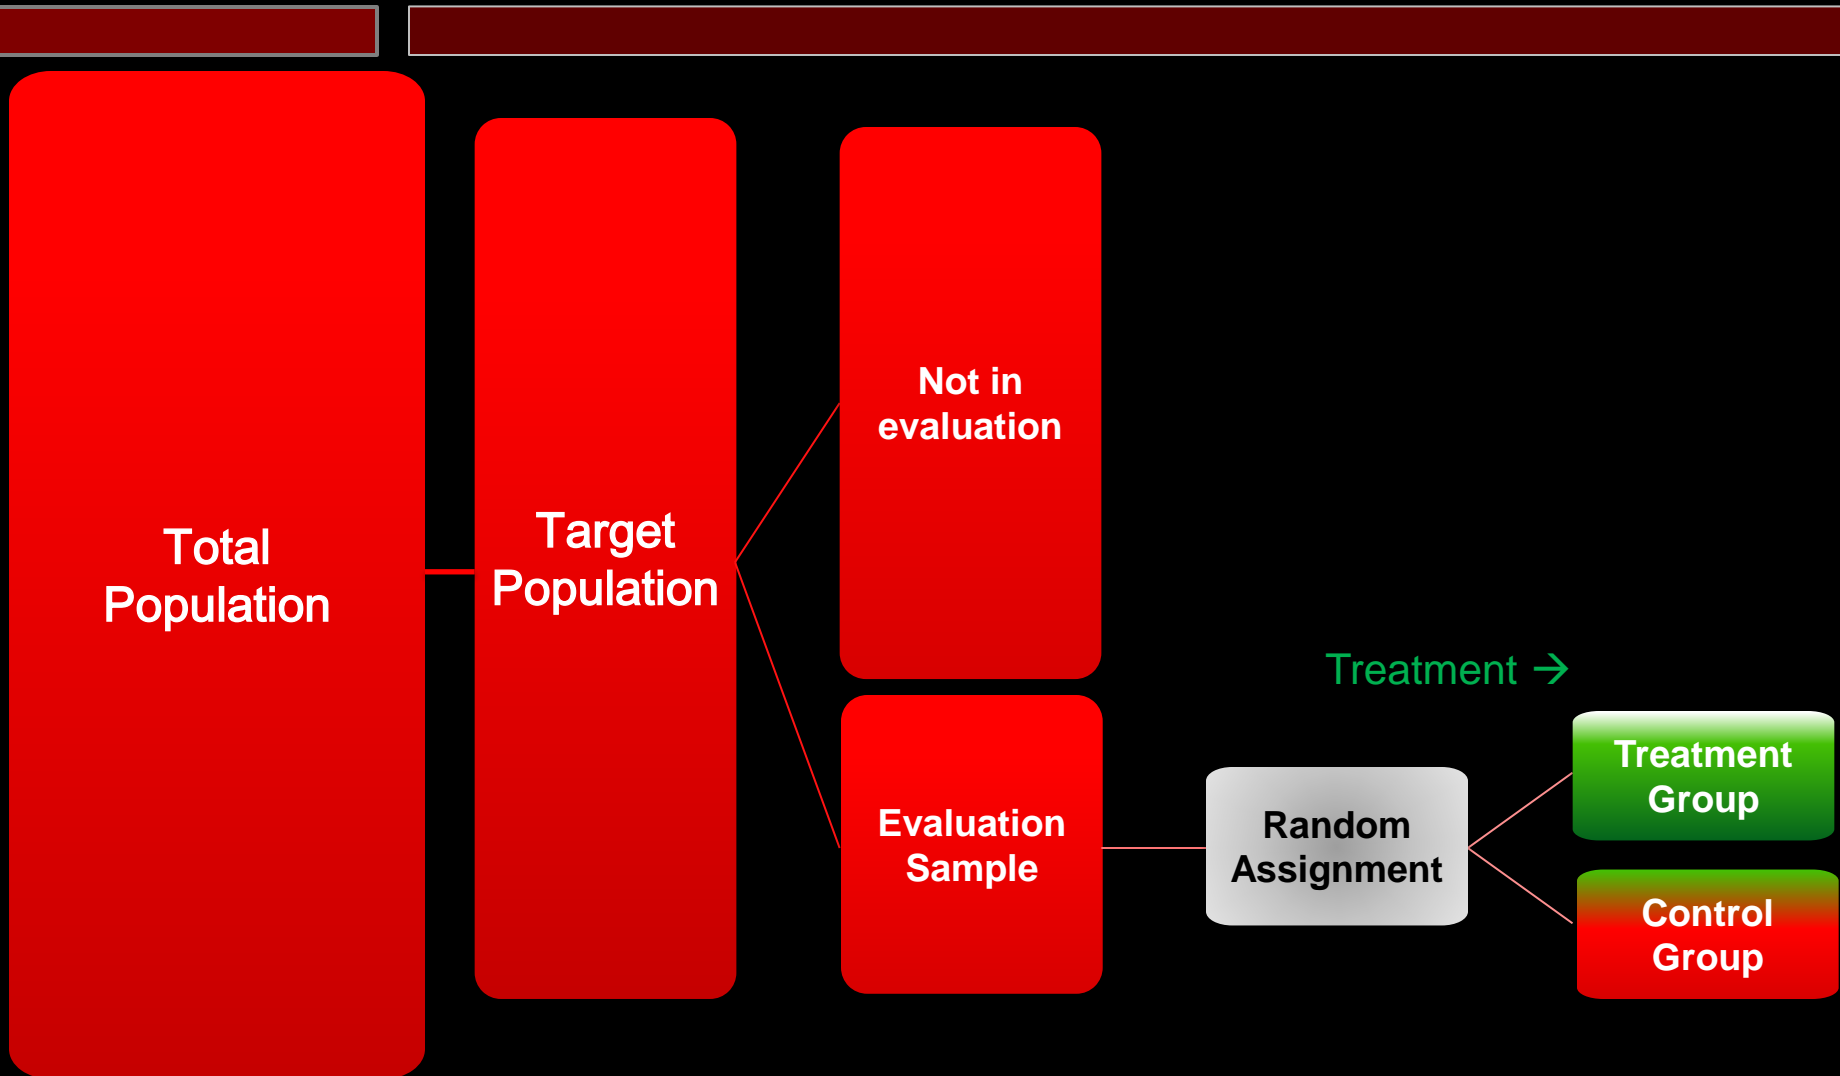 Total
Population
Target
Population
Not in
evaluation
Evaluation
Sample
Random
Assignment
Treatment →
Treatment
Group
Control
Group